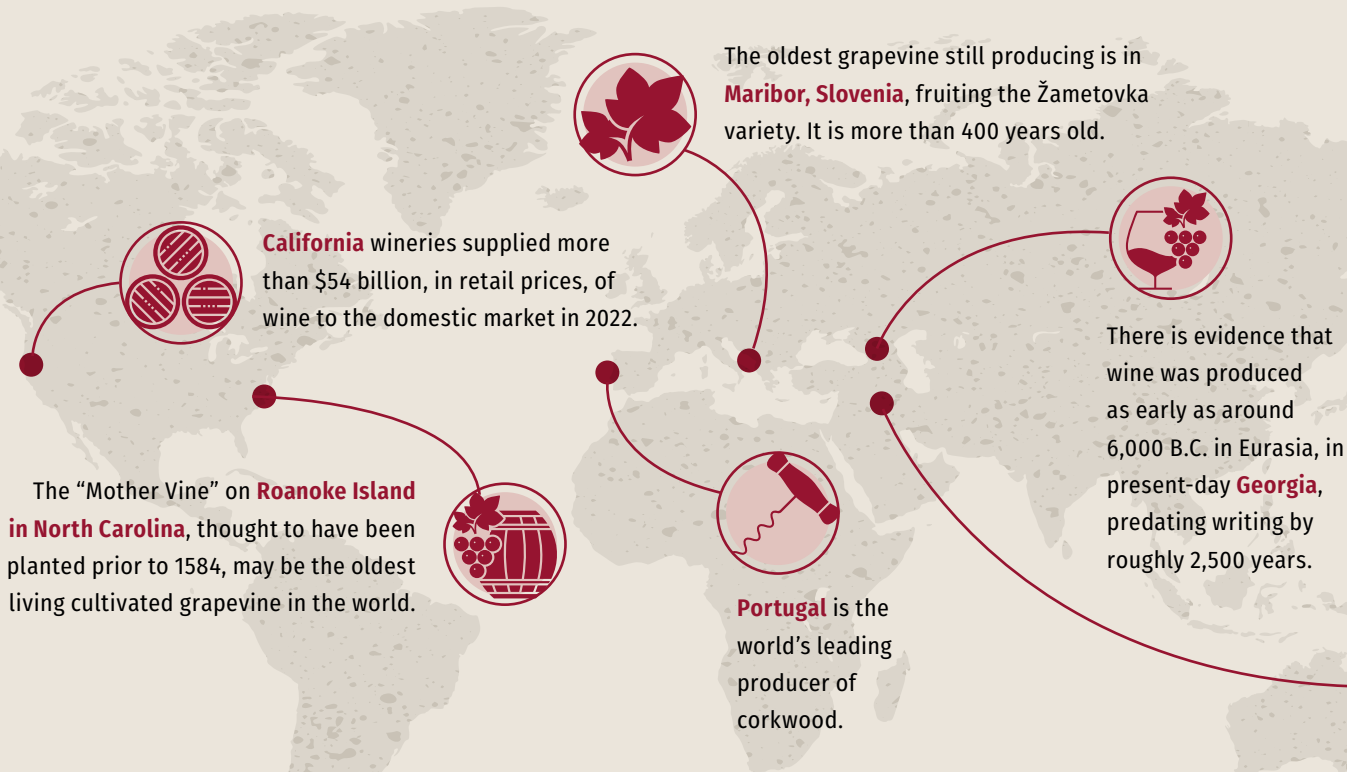 The oldest grapevine still producing is in
Maribor, Slovenia, fruiting the Žametovka
variety. It is more than 400 years old.
California wineries supplied more
than $54 billion, in retail prices, of
wine to the domestic market in 2022.
There is evidence that
wine was produced
as early as around
6,000 B.C. in Eurasia, in
present-day Georgia,
predating writing by
roughly 2,500 years.
The “Mother Vine” on Roanoke Island
in North Carolina, thought to have been
planted prior to 1584, may be the oldest
living cultivated grapevine in the world.
Portugal is the
world’s leading
producer of
corkwood.